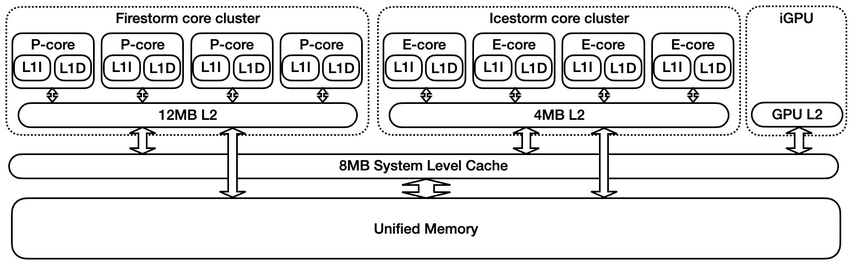 Firestorm core cluster
Icestorm core cluster
iGPU
P-core P-core P-core P-core
E-core E-core E-core E-core
L1I L1D L1I L1D L1I L1D L1I L1D
L1I L1D L1I L1D L1I L1D L1I L1D
12MB L2
4MB L2
GPU L2
8MB System Level Cache
Unified Memory